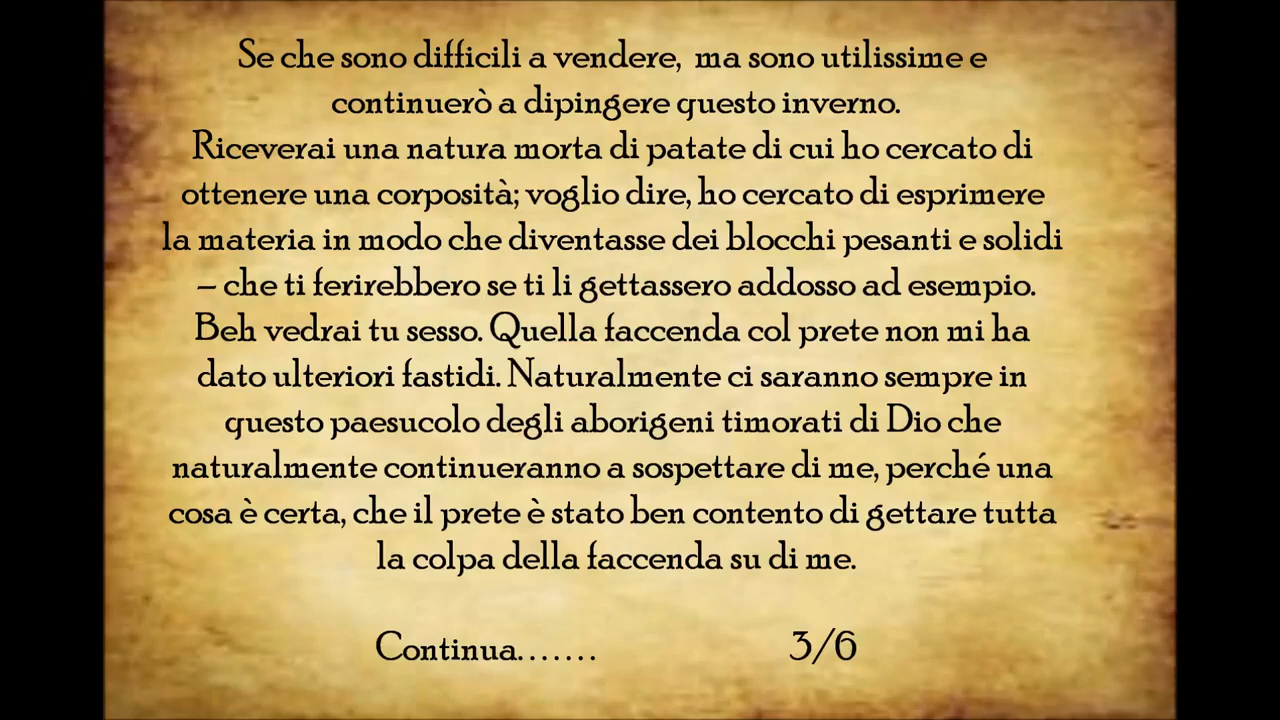 Se che sono difficili a vendere, ma sono utilissime e
continuerò a dipingere questo inverno.
Riceverai una natura morta di patate di cui ho cercato di
ottenere una corposità; voglio dire, ho cercato di esprimere
la materia in modo che diventasse dei blocchi pesanti e solidi
– che ti ferirebbero se ti li gettassero addosso ad esempio.
Beh vedrai tu sesso. Quella faccenda col prete non mi ha
dato ulteriori fastidi. Naturalmente ci saranno sempre in
questo paesucolo degli aborigeni timorati di Dio che
naturalmente continueranno a sospettare di me, perché una
cosa è certa, che il prete è stato ben contento di gettare tutta
la colpa della faccenda su di me.
Continua……. 3/6